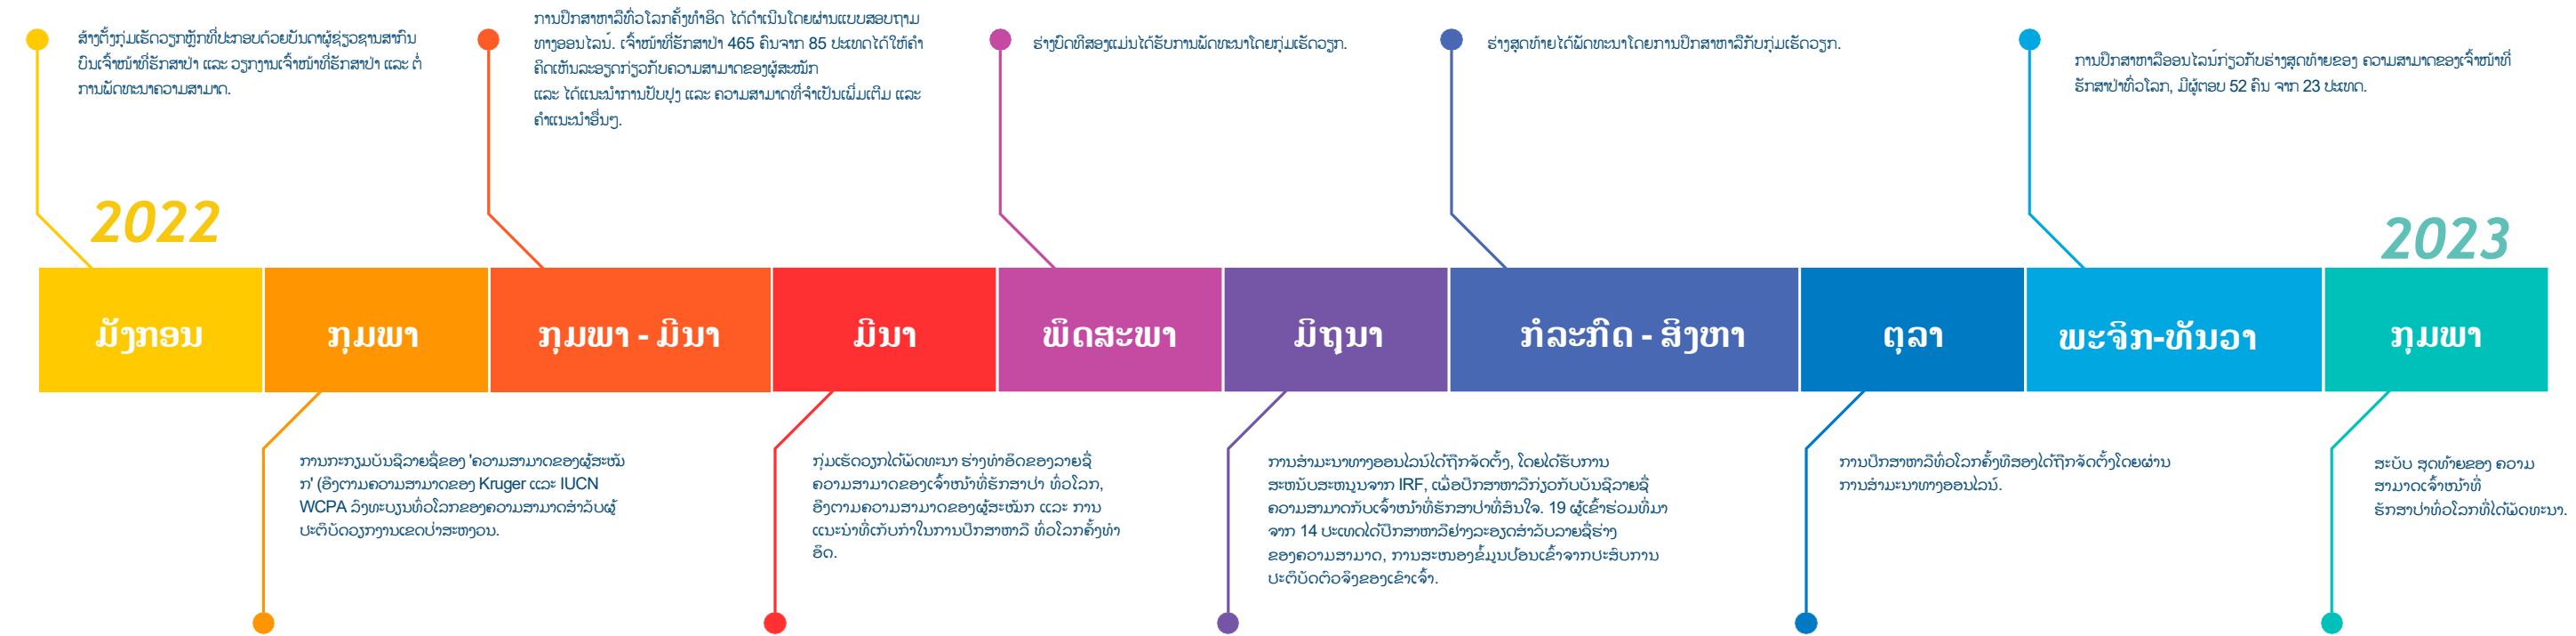 ສ້າງຕັ້ງກຸ່ມເຮັດວຽກຫຼັກທີ່ປະກອບດ້ວຍບັນດາຜູ້ຊ່ຽວຊານສາກົນ
ບົນເຈົ້າໜ້າທີ່ຮັກສາປ່າ ແລະ ວຽກງານເຈົ້າໜ້າທີ່ຮັກສາປ່າ ແລະ ຕໍ່
ການພັດທະນາຄວາມສາມາດ.
ການປຶກສາຫາລືທົ່ວໂລກຄັ້ງທຳອິດ ໄດ້ດຳເນີນໂດຍຜ່ານແບບສອບຖາມ
ທາງອອນໄລນ໌. ເຈົ້າໜ້າທີ່ຮັກສາປ່າ 465 ຄົນຈາກ 85 ປະເທດໄດ້ໃຫ້ຄຳ
ຄິດເຫັນລະອຽດກ່ຽວກັບຄວາມສາມາດຂອງຜູ້ສະໝັກ
ແລະ ໄດ້ແນະນຳການປັບປຸງ ແລະ ຄວາມສາມາດທີ່ຈຳເປັນເພີ່ມເຕີມ ແລະ
ຄຳແນະນຳອື່ນໆ.
ຮ່າງບົດທີສອງແມ່ນໄດ້ຮັບການພັດທະນາໂດຍກຸ່ມເຮັດວຽກ.
ຮ່າງສຸດທ້າຍໄດ້ພັດທະນາໂດຍການປຶກສາຫາລືກັບກຸ່ມເຮັດວຽກ.
ການປຶກສາຫາລືອອນໄລນ໌ກ່ຽວກັບຮ່າງສຸດທ້າຍຂອງ ຄວາມສາມາດຂອງເຈົ້າໜ້າທີ່
ຮັກສາປ່າທົ່ວໂລກ, ມີຜູ້ຕອບ 52 ຄົນ ຈາກ 23 ປະເທດ.
2022
2023
ມັງກອນ
ກຸມພາ
ກຸມພາ - ມີນາ
ມີນາ
ພຶດສະພາ
ມິຖຸນາ
ກໍລະກົດ - ສິງຫາ
ຕຸລາ
ພະຈິກ-ທັນວາ
ກຸມພາ
ການກະກຽມບັນຊີລາຍຊື່ຂອງ 'ຄວາມສາມາດຂອງຜູ້ສະໝັ
ກ' (ອີງຕາມຄວາມສາມາດຂອງ Kruger ແລະ IUCN
WCPA ລົງທະບຽນທົ່ວໂລກຂອງຄວາມສາມາດສຳລັບຜູ້
ປະຕິບັດວຽກງານເຂດປ່າສະຫງວນ.
ກຸ່ມເຮັດວຽກໄດ້ພັດທະນາ ຮ່າງທຳອິດຂອງລາຍຊື່
ຄວາມສາມາດຂອງເຈົ້າໜ້າທີ່ຮັກສາປ່າ ທົ່ວໂລກ,
ອີງຕາມຄວາມສາມາດຂອງຜູ້ສະໝັກ ແລະ ການ
ແນະນຳທີ່ເກັບກຳໃນການປຶກສາຫາລື ທົ່ວໂລກຄັ້ງທຳ
ອິດ.
ການສຳມະນາທາງອອນໄລນ໌ໄດ້ຖືກຈັດຕັ້ງ, ໂດຍໄດ້ຮັບການ
ສະຫນັບສະຫນູນຈາກ IRF, ເພື່ອປຶກສາຫາລືກ່ຽວກັບບັນຊີລາຍຊື່
ຄວາມສາມາດກັບເຈົ້າໜ້າທີ່ຮັກສາປ່າທີ່ສົນໃຈ. 19 ຜູ້ເຂົ້າຮ່ວມທີ່ມາ
ຈາກ 14 ປະເທດໄດ້ປຶກສາຫາລືຢ່າງລະອຽດສຳລັບລາຍຊື່ຮ່າງ
ຂອງຄວາມສາມາດ, ການສະໜອງຂໍ້ມູນປ້ອນເຂົ້າຈາກປະສົບການ
ປະຕິບັດຕົວຈິງຂອງເຂົາເຈົ້າ.
ການປຶກສາຫາລືທົ່ວໂລກຄັ້ງທີສອງໄດ້ຖືກຈັດຕັ້ງໂດຍຜ່ານ
ການສຳມະນາທາງອອນໄລນ໌.
ສະບັບ ສຸດທ້າຍຂອງ ຄວາມ
ສາມາດເຈົ້າໜ້າທີ່
ຮັກສາປ່າທົ່ວໂລກທີ່ໄດ້ພັດທະນາ.